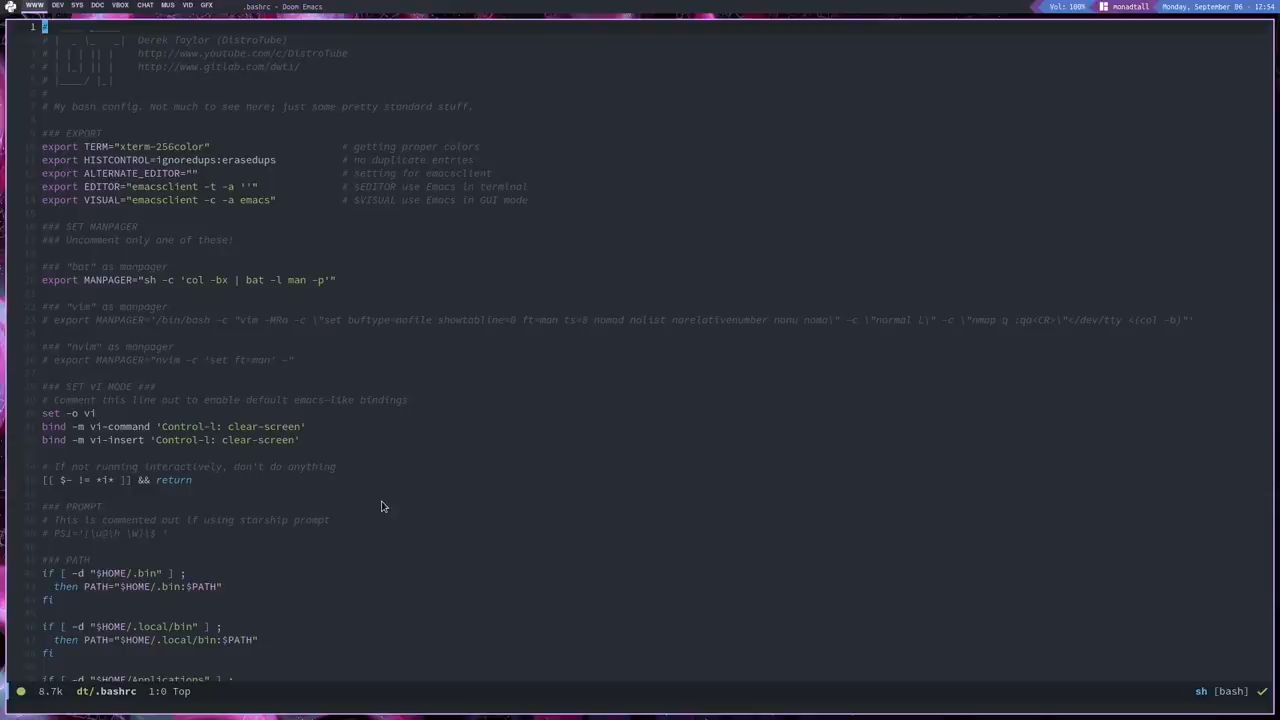 WWW DEV SYS DOC VBOX CHAT MUS VID GFX .bashrc - Doom Emacs Vol: 100% monadtall Monday, September 06 - 12:54
1 #
# | _ \_ _| Derek Taylor (DistroTube)
# | | | || | http://www.youtube.com/c/DistroTube
# | |_| || | http://www.gitlab.com/dwt1/
# |____/ |_|
#
# My bash config. Not much to see here; just some pretty standard stuff.
### EXPORT
export TERM="xterm-256color" # getting proper colors
export HISTCONTROL=ignoredups:erasedups # no duplicate entries
export ALTERNATE_EDITOR="" # setting for emacsclient
export EDITOR="emacsclient -t -a ''" # $EDITOR use Emacs in terminal
export VISUAL="emacsclient -c -a emacs" # $VISUAL use Emacs in GUI mode
### SET MANPAGER
### Uncomment only one of these!
### "bat" as manpager
export MANPAGER="sh -c 'col -bx | bat -l man -p'"
### "vim" as manpager
# export MANPAGER='/bin/bash -c "vim -MRn -c \"set buftype=nofile showtabline=0 ft=man ts=8 nomod nolist norelativenumber nonu noma\" -c \"normal L\" -c \"nmap q :qa<CR>\"</dev/tty <(col -b)"'
### "nvim" as manpager
# export MANPAGER="nvim -c 'set ft=man' -"
### SET VI MODE ###
# Comment this line out to enable default emacs-like bindings
set -o vi
bind -m vi-command 'Control-l: clear-screen'
bind -m vi-insert 'Control-l: clear-screen'
# If not running interactively, don't do anything
[[ $- != *i* ]] && return
### PROMPT
# This is commented out if using starship prompt
# PS1='[\u@\h \W]\$ '
### PATH
if [ -d "$HOME/.bin" ] ;
then PATH="$HOME/.bin:$PATH"
fi
if [ -d "$HOME/.local/bin" ] ;
then PATH="$HOME/.local/bin:$PATH"
fi
if [ -d "$HOME/Applications" ] ;
8.7k dt/.bashrc 1:0 Top sh [bash]